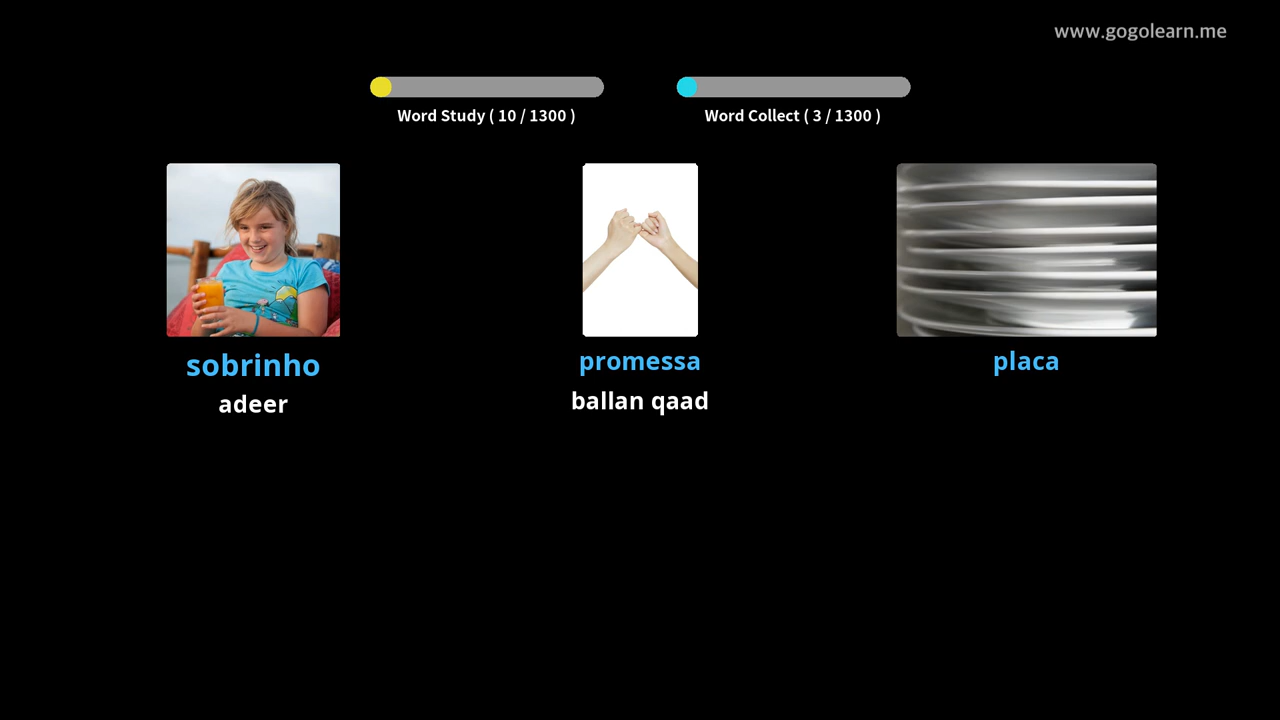 www.gogolearn.me
Word Study ( 10 / 1300 )
Word Collect ( 3 / 1300 )
sobrinho
adeer
promessa
ballan qaad
placa